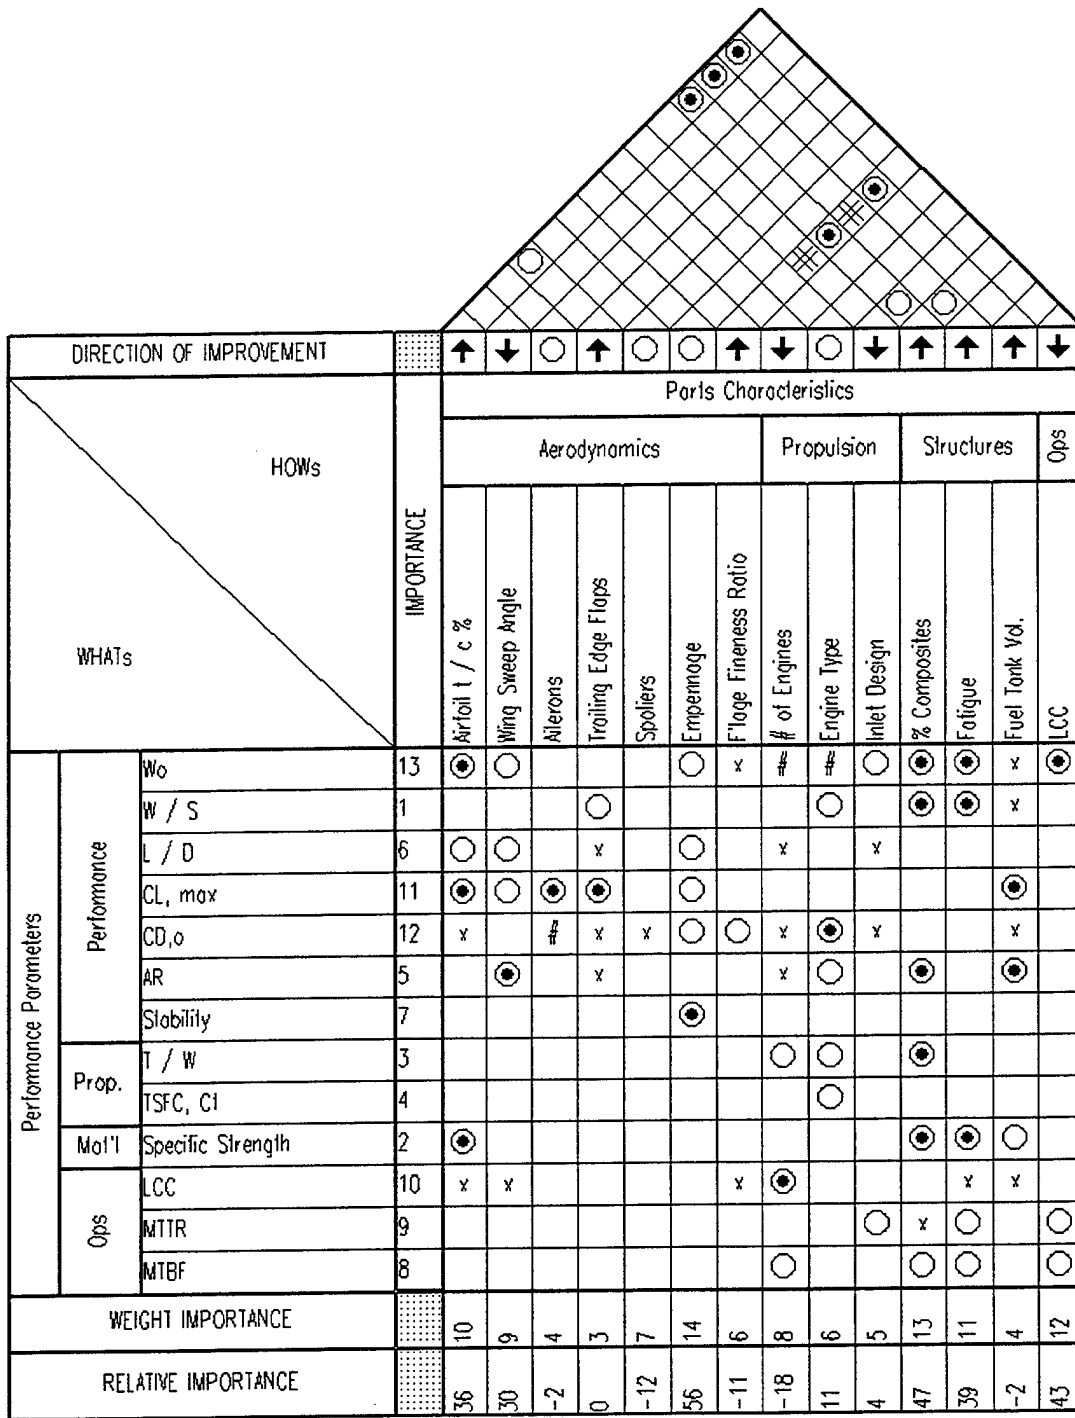 DIRECTION OF IMPROVEMENT
Parts Characteristics
Aerodynamics Propulsion Structures Ops
HOWs
WHATs
IMPORTANCE
Airfoil t / c %
Wing Sweep Angle
Ailerons
Trailing Edge Flaps
Spoliers
Empennage
F'lage Fineness Ratio
# of Engines
Engine Type
Inlet Design
% Composites
Fatigue
Fuel Tank Vol.
LCC
Performance Parameters
Performance
Wo 13 x # # x
W / S 1 x
L / D 6 x x x
CL, max 11
CD,o 12 x # x x x x x
AR 5 x x
Stability 7
Prop.
T / W 3
TSFC, Ct 4
Mat'l Specific Strength 2
Ops
LCC 10 x x x x x
MTTR 9 x
MTBF 8
WEIGHT IMPORTANCE 10 9 4 3 7 14 6 8 6 5 13 11 4 12
RELATIVE IMPORTANCE 36 30 -2 0 -12 56 -11 -18 11 4 47 39 -2 43